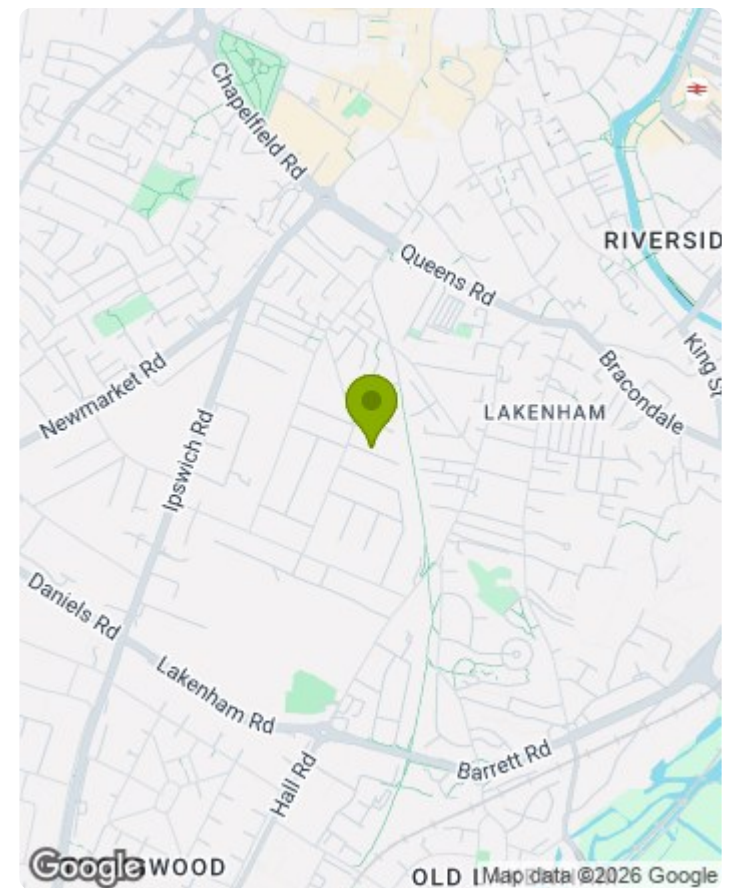 Chapelfield Rd
RIVERSID
Queens Rd
King St
Bracondale
Newmarket Rd
LAKENHAM
Ipswich Rd
Daniels Rd
Lakenham Rd
Barrett Rd
Hall Rd
Google
WOOD
OLD L
Map data ©2026 Google